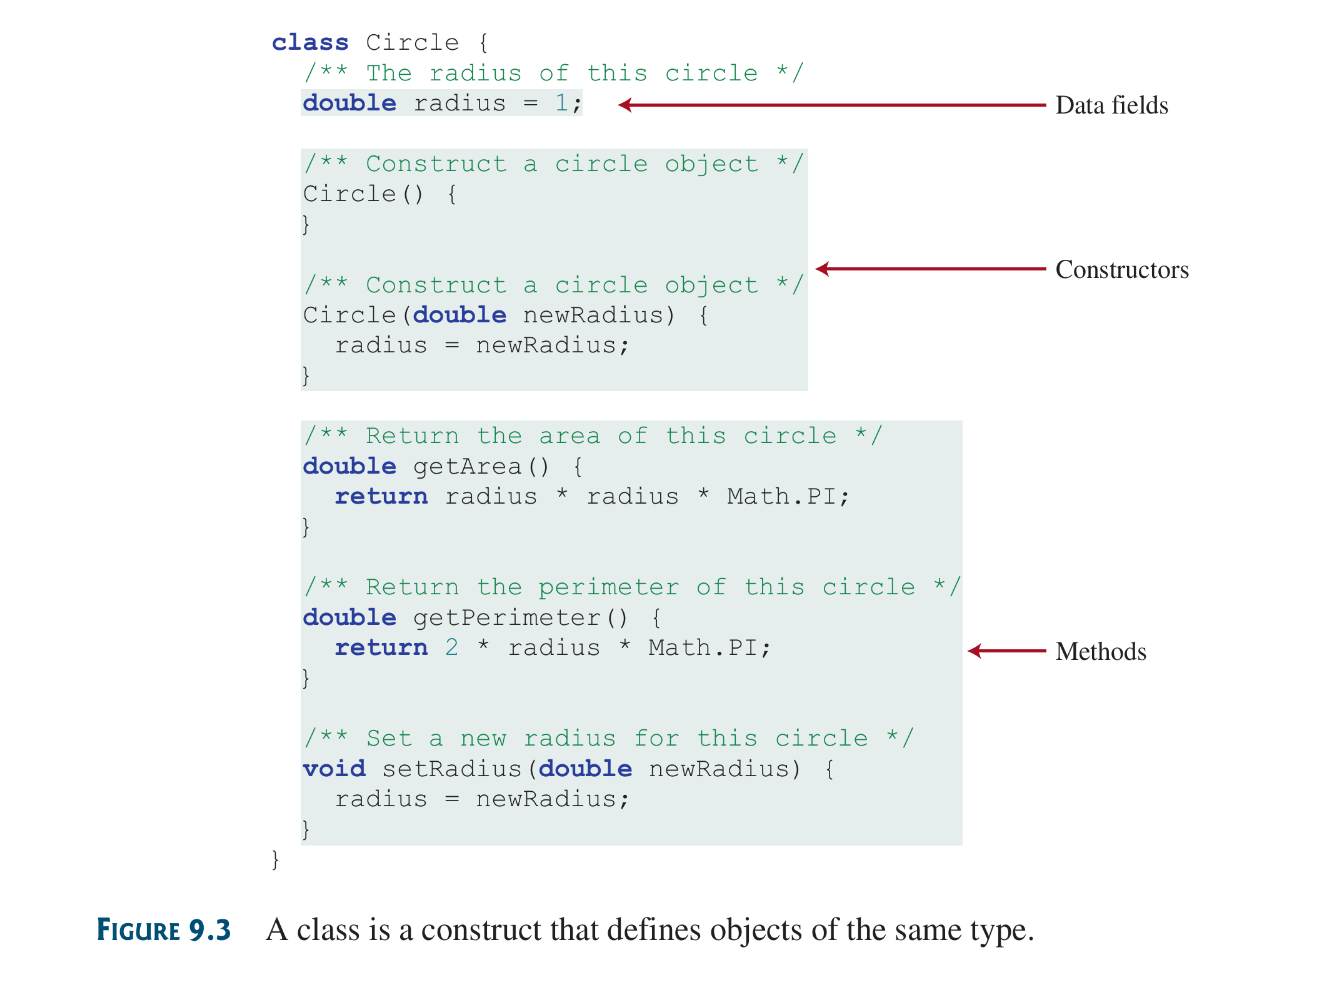 class Circle {
  /** The radius of this circle */
  double radius = 1;
Data fields
  /** Construct a circle object */
  Circle() {
  }
  /** Construct a circle object */
  Circle(double newRadius) {
    radius = newRadius;
  }
Constructors
  /** Return the area of this circle */
  double getArea() {
    return radius * radius * Math.PI;
  }
  /** Return the perimeter of this circle */
  double getPerimeter() {
    return 2 * radius * Math.PI;
  }
  /** Set a new radius for this circle */
  void setRadius(double newRadius) {
    radius = newRadius;
  }
Methods
}
FIGURE 9.3 A class is a construct that defines objects of the same type.